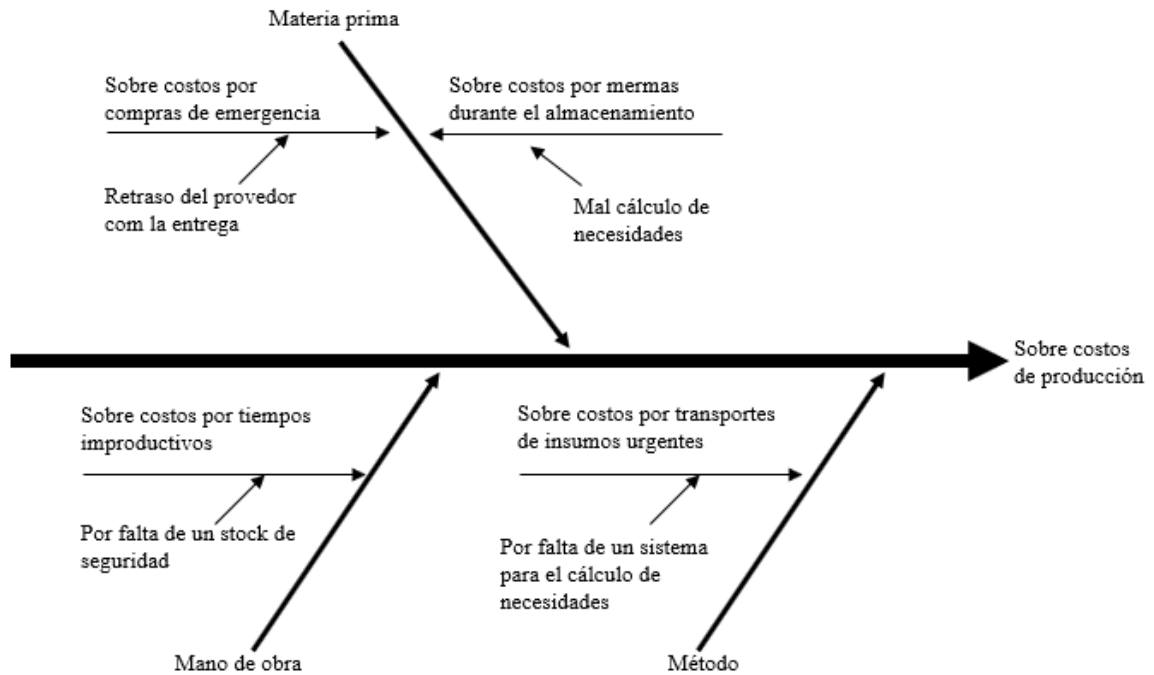 Materia prima
Sobre costos por
compras de emergencia
Sobre costos por mermas
durante el almacenamiento
Retraso del provedor
com la entrega
Mal cálculo de
necesidades
Sobre costos
de producción
Sobre costos por tiempos
improductivos
Sobre costos por transportes
de insumos urgentes
Por falta de un stock de
seguridad
Por falta de un sistema
para el cálculo de
necesidades
Mano de obra
Método